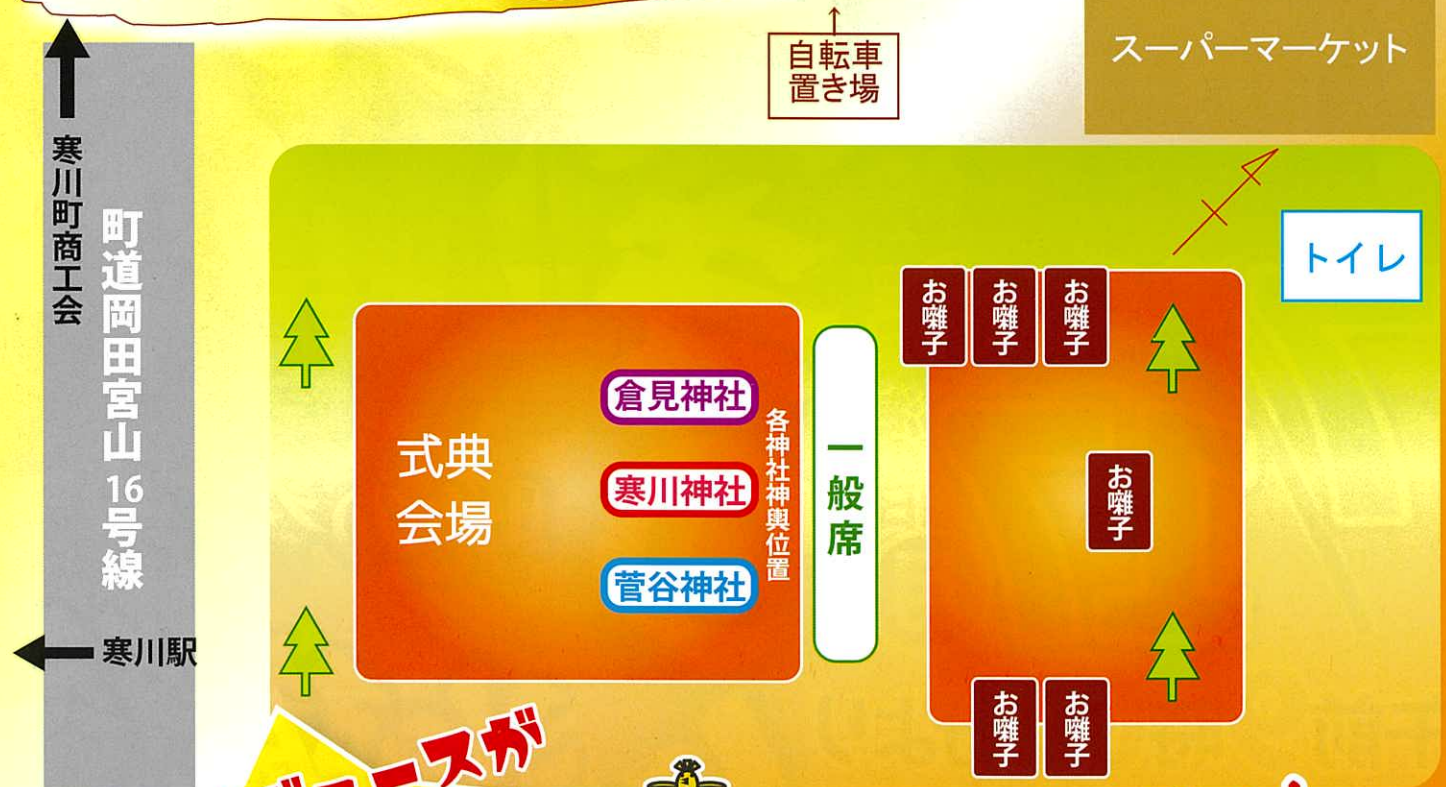 自転車
置き場
スーパーマーケット
寒川町商工会
町道岡田宮山16号線
寒川駅
トイレ
お囃子
お囃子
お囃子
倉見神社
寒川神社
菅谷神社
各神社神輿位置
式典
会場
一般席
お囃子
お囃子
お囃子